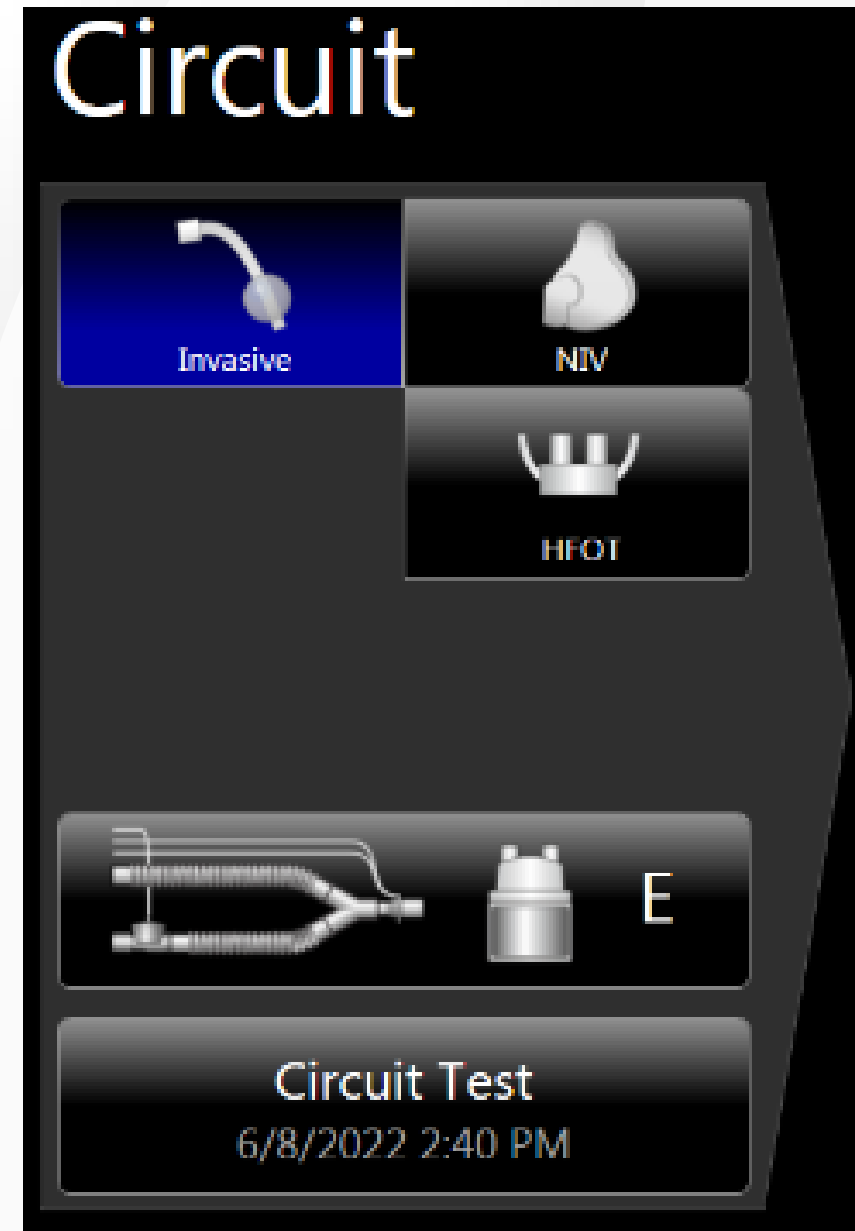 Circuit
Invasive
NIV
HFOT
E
Circuit Test
6/8/2022 2:40 PM